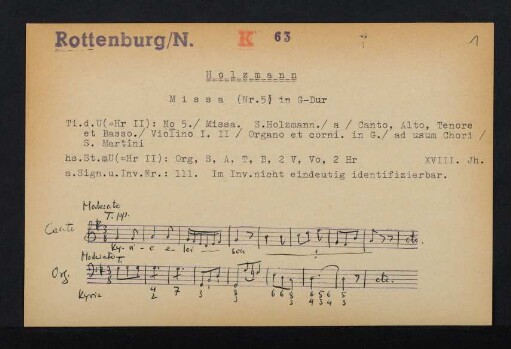 Rottenburg/N. K 63 1
Holzmann
Missa (Nr.5) in G-Dur
Ti.d.U(=Hr II): No 5./ Missa. S.Holzmann./ a / Canto, Alto, Tenore
et Basso./ Violino I. II / Organo et corni. in G./ ad usum Chori /
S. Martini
hs.St.mU(=Hr II): Org, S, A, T, B, 2 V, Vo, 2 Hr XVIII. Jh.
a.Sign.u.Inv.Nr.: 111. Im Inv.nicht eindeutig identifizierbar.
Moderato
Canto
Ky-ri-e e-lei son etc.
Moderato
Org.
Kyrie etc.